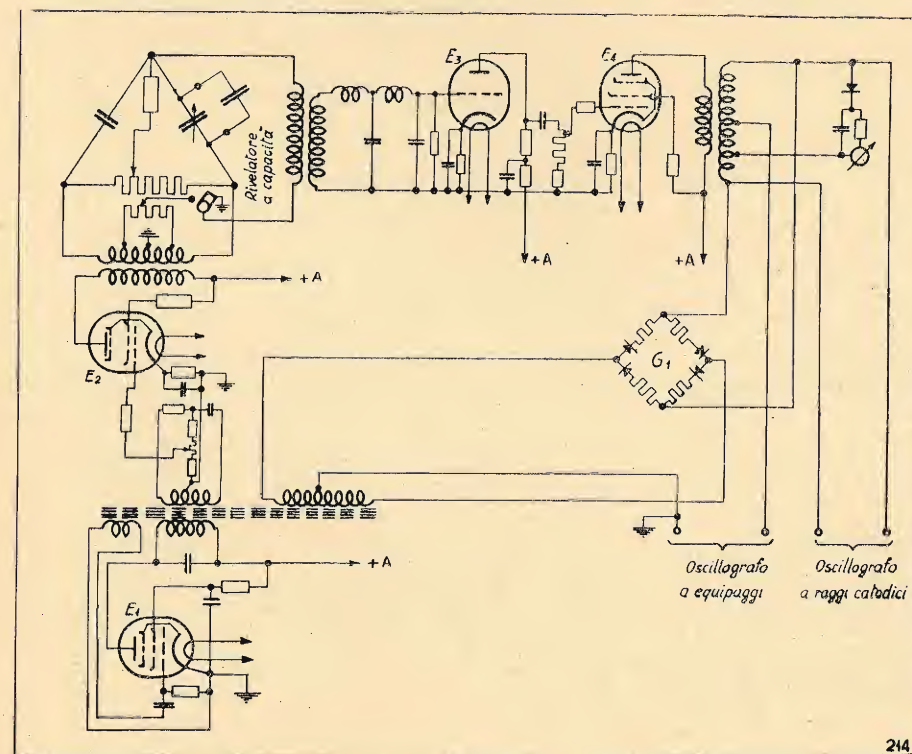 E3
E4
Rivelatore
a capacità
+A
+A
+A
E2
G1
+A
E1
Oscillografo
a equipaggi
Oscillografo
a raggi catodici
214